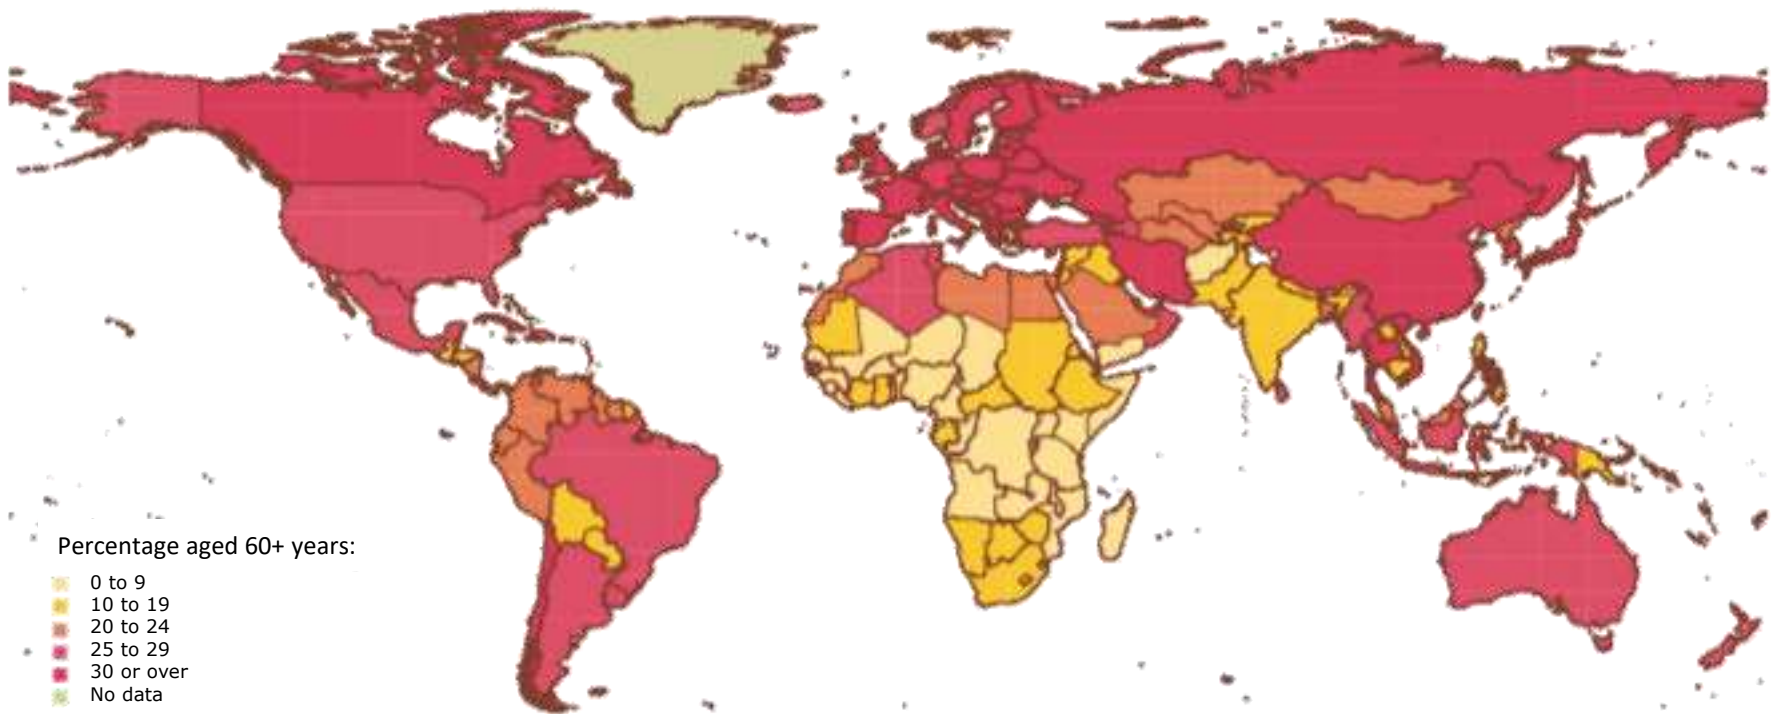 Percentage aged 60+ years:
0 to 9
10 to 19
20 to 24
25 to 29
30 or over
No data